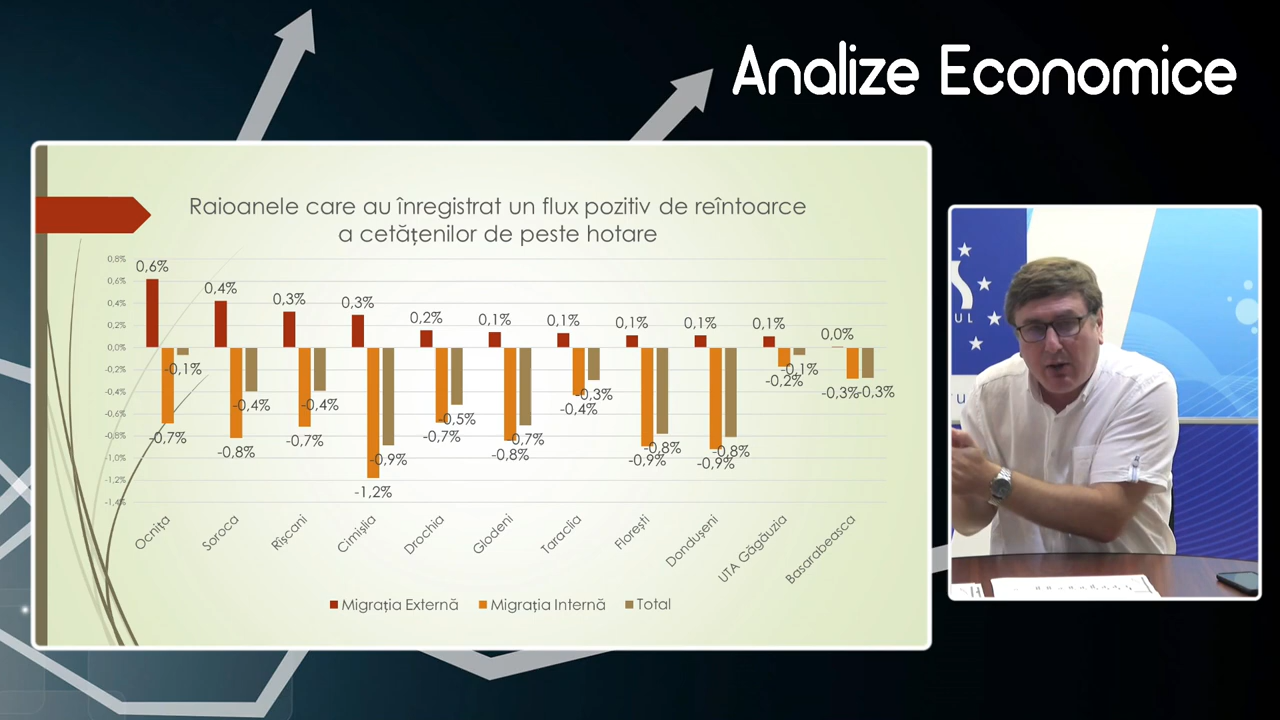 Analize Economice
Raioanele care au înregistrat un flux pozitiv de reîntoarce
a cetățenilor de peste hotare
0,8%
0,6%
0,4%
0,2%
0,0%
-0,2%
-0,4%
-0,6%
-0,8%
-1,0%
-1,2%
-1,4%
0,6% 0,4% 0,3% 0,3% 0,2% 0,1% 0,1% 0,1% 0,1% 0,1% 0,0%
-0,7% -0,8% -0,7% -1,2% -0,7% -0,8% -0,4% -0,9% -0,9% -0,2% -0,3%
-0,1% -0,4% -0,4% -0,9% -0,5% -0,7% -0,3% -0,8% -0,8% -0,1% -0,3%
Ocnița Soroca Rîșcani Cimișlia Drochia Glodeni Taraclia Florești Dondușeni UTA Găgăuzia Basarabeasca
Migrația Externă Migrația Internă Total
UL